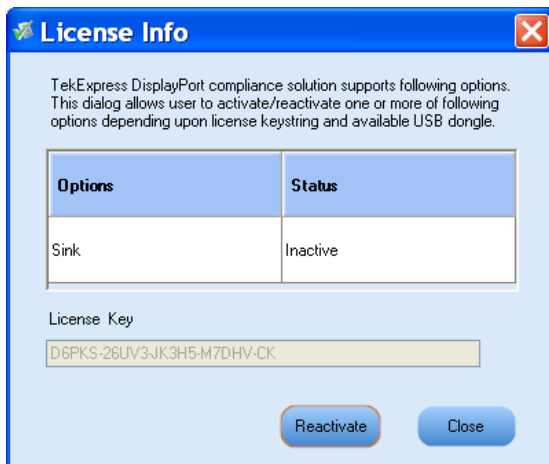 License Info
TekExpress DisplayPort compliance solution supports following options.
This dialog allows user to activate/reactivate one or more of following
options depending upon license keystring and available USB dongle.
Options Status
Sink Inactive
License Key
D6PKS-26UV3-JK3H5-M7DHV-CK
Reactivate Close